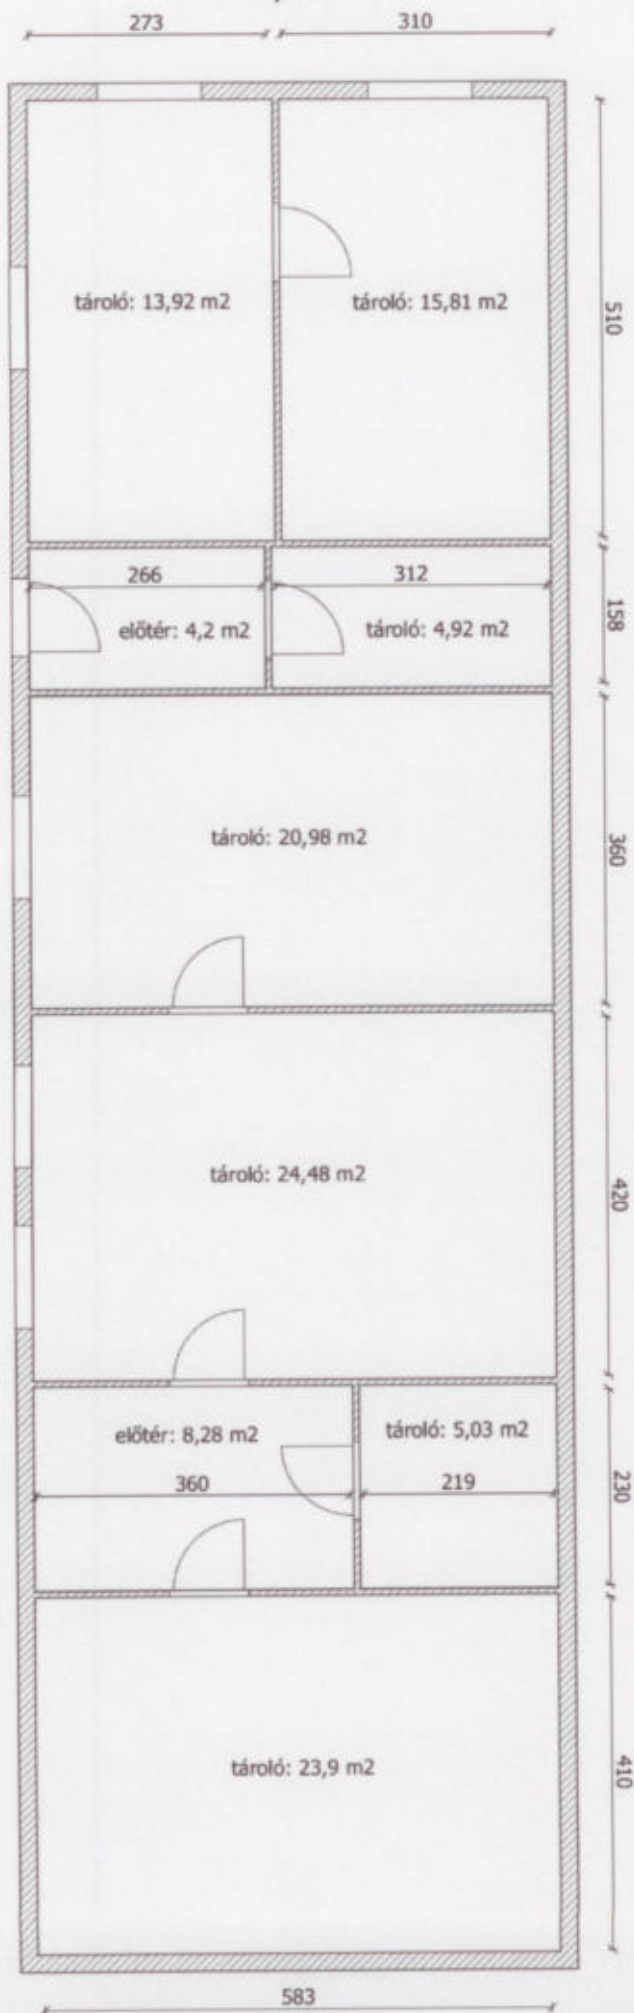 273
310
tároló: 13,92 m2
tároló: 15,81 m2
510
266
312
158
előtér: 4,2 m2
tároló: 4,92 m2
tároló: 20,98 m2
360
tároló: 24,48 m2
420
előtér: 8,28 m2
tároló: 5,03 m2
360
219
230
tároló: 23,9 m2
410
583